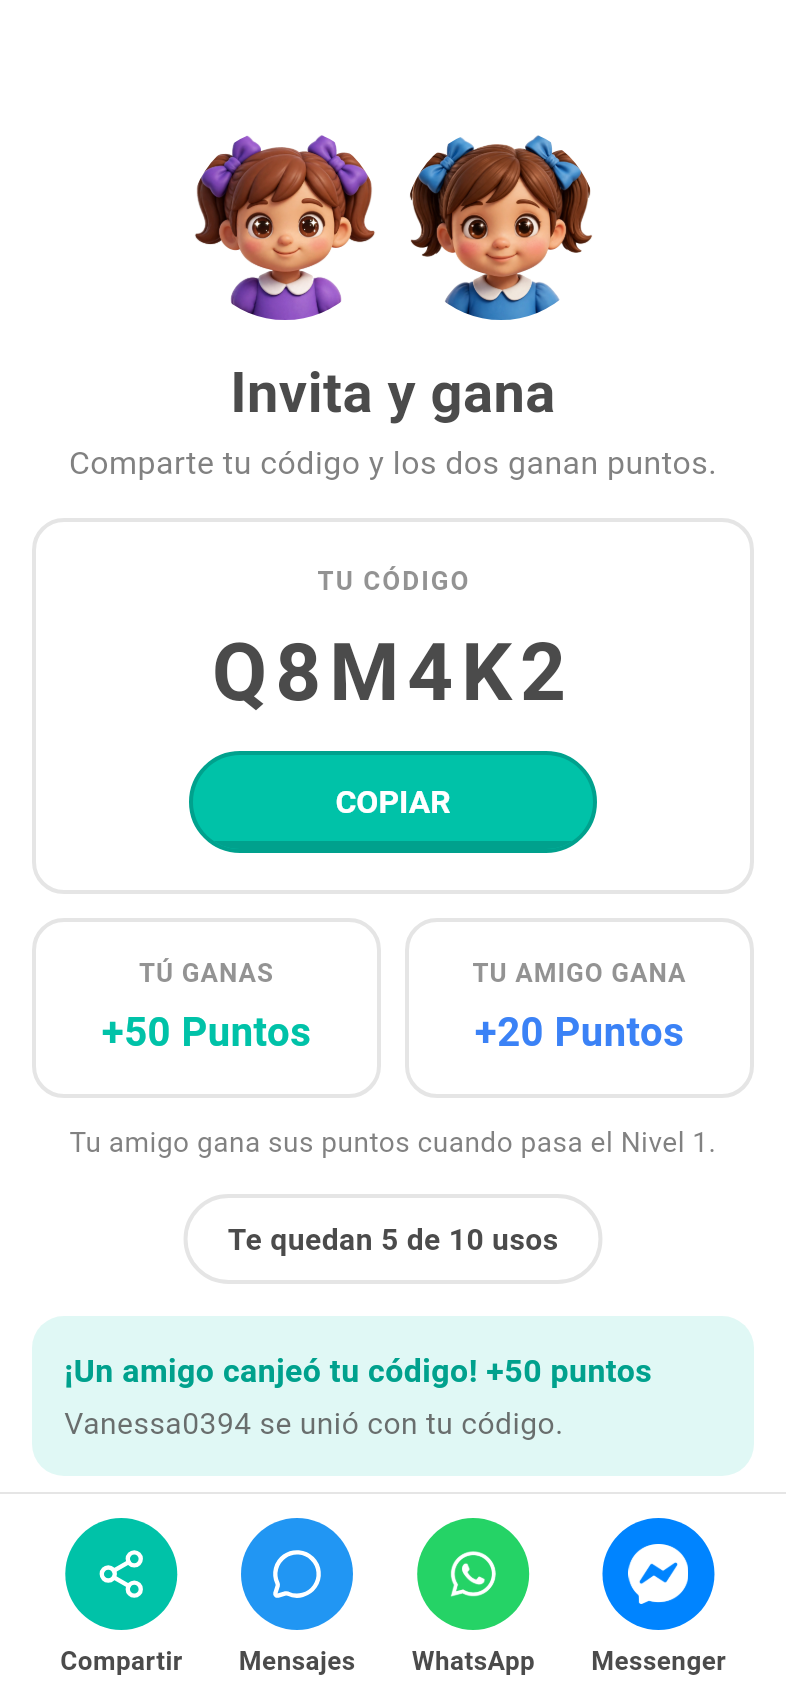 Invita y gana
Comparte tu código y los dos ganan puntos.
TU CÓDIGO
Q8M4K2
COPIAR
TÚ GANAS
+50 Puntos
TU AMIGO GANA
+20 Puntos
Tu amigo gana sus puntos cuando pasa el Nivel 1.
Te quedan 5 de 10 usos
¡Un amigo canjeó tu código! +50 puntos
Vanessa0394 se unió con tu código.
Compartir
Mensajes
WhatsApp
Messenger